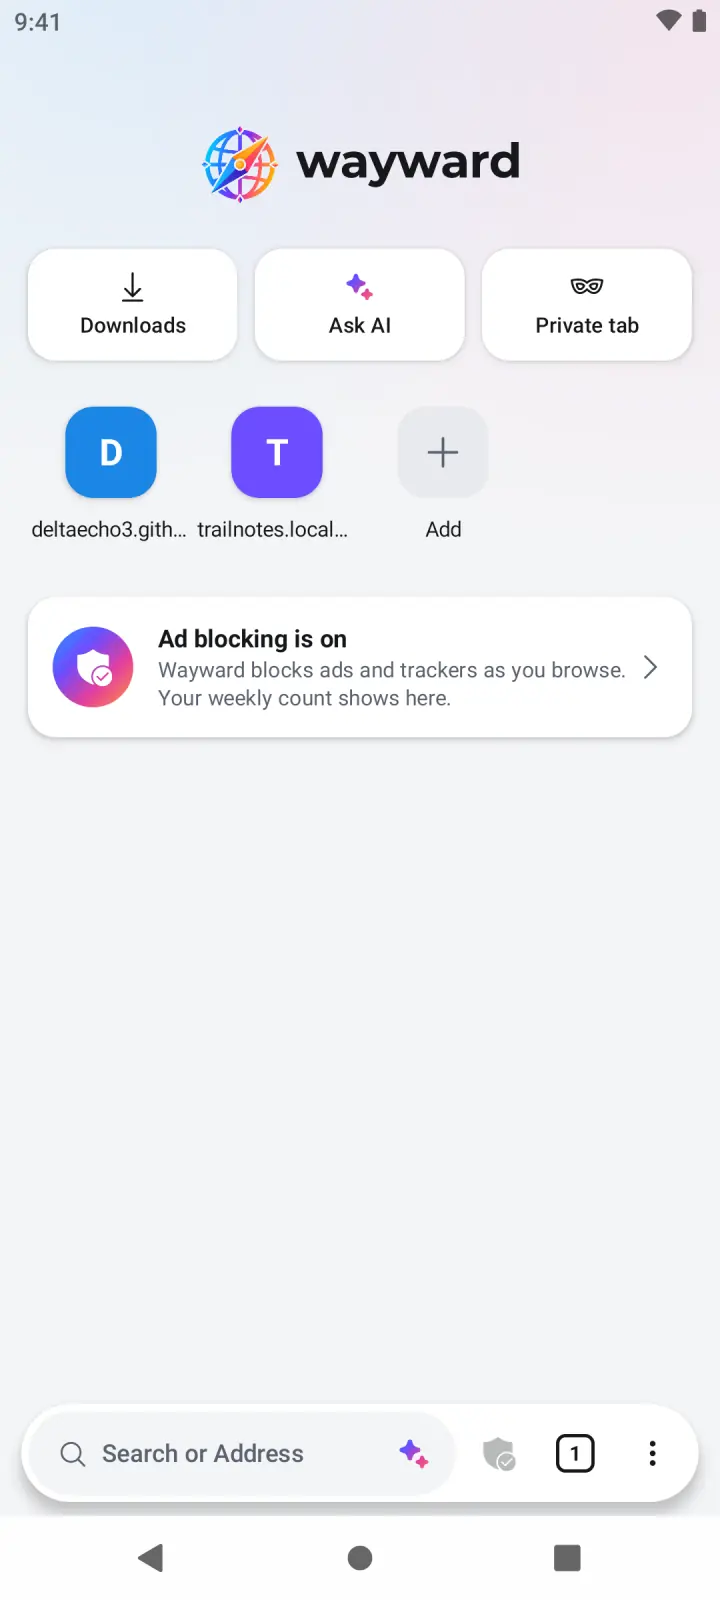 9:41
wayward
Downloads
Ask AI
Private tab
D
T
deltaecho3.gith...
trailnotes.local...
Add
Ad blocking is on
Wayward blocks ads and trackers as you browse.
Your weekly count shows here.
Search or Address
1